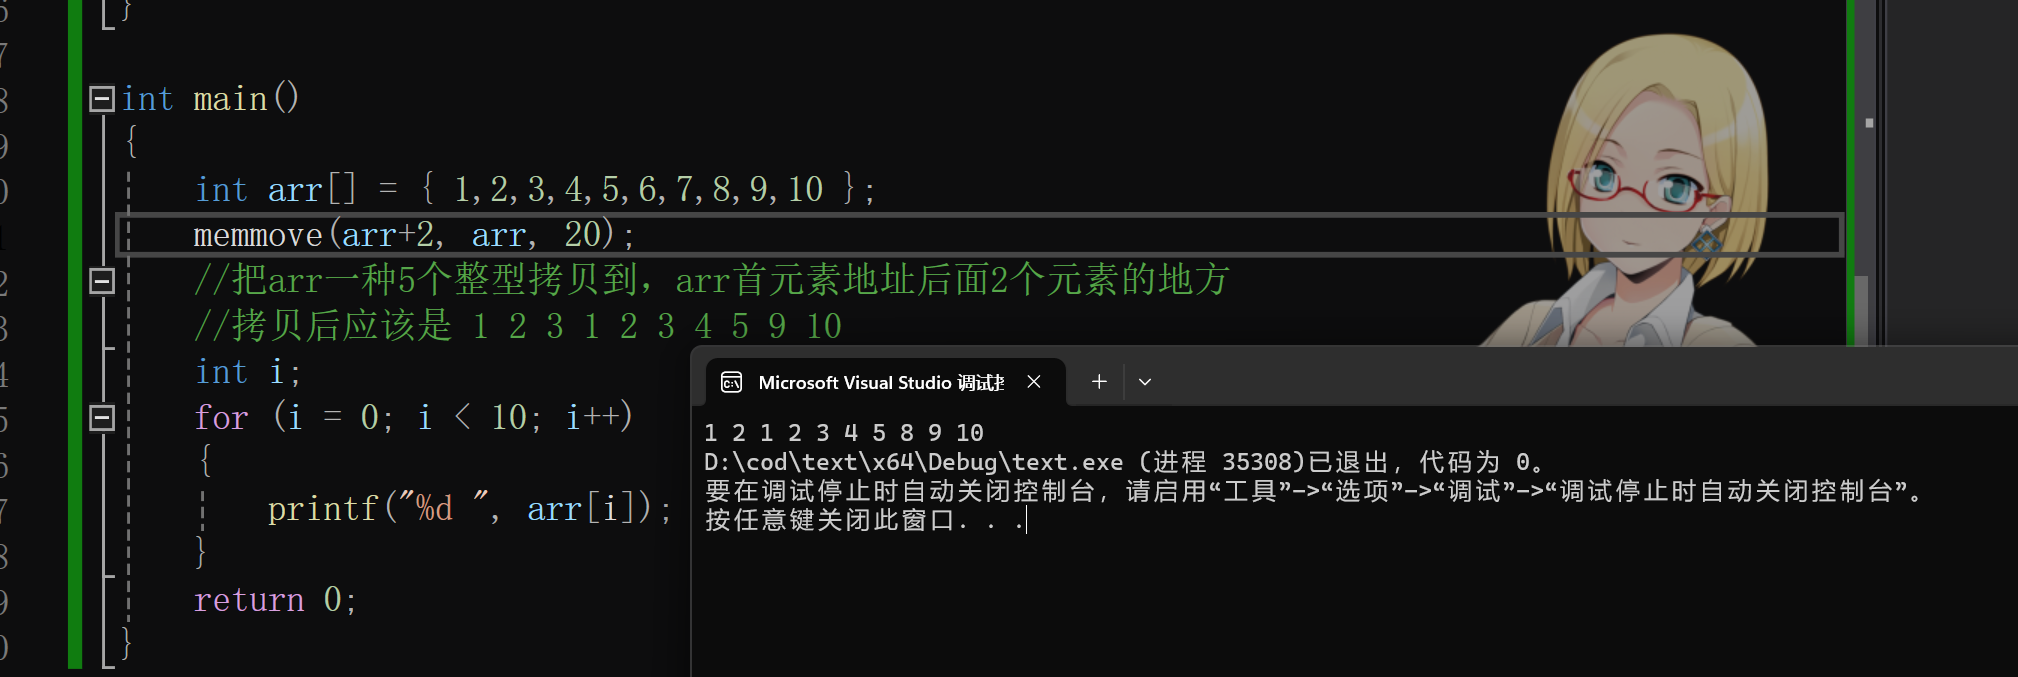 }
int main()
{
int arr[] = { 1,2,3,4,5,6,7,8,9,10 };
memmove(arr+2, arr, 20);
//把arr一种5个整型拷贝到，arr首元素地址后面2个元素的地方
//拷贝后应该是 1 2 3 1 2 3 4 5 9 10
int i;
for (i = 0; i < 10; i++)
{
printf("%d ", arr[i]);
}
return 0;
}
Microsoft Visual Studio 调试
1 2 1 2 3 4 5 8 9 10
D:\cod\text\x64\Debug\text.exe (进程 35308)已退出，代码为 0。
要在调试停止时自动关闭控制台，请启用“工具”->“选项”->“调试”->“调试停止时自动关闭控制台”。
按任意键关闭此窗口. . .